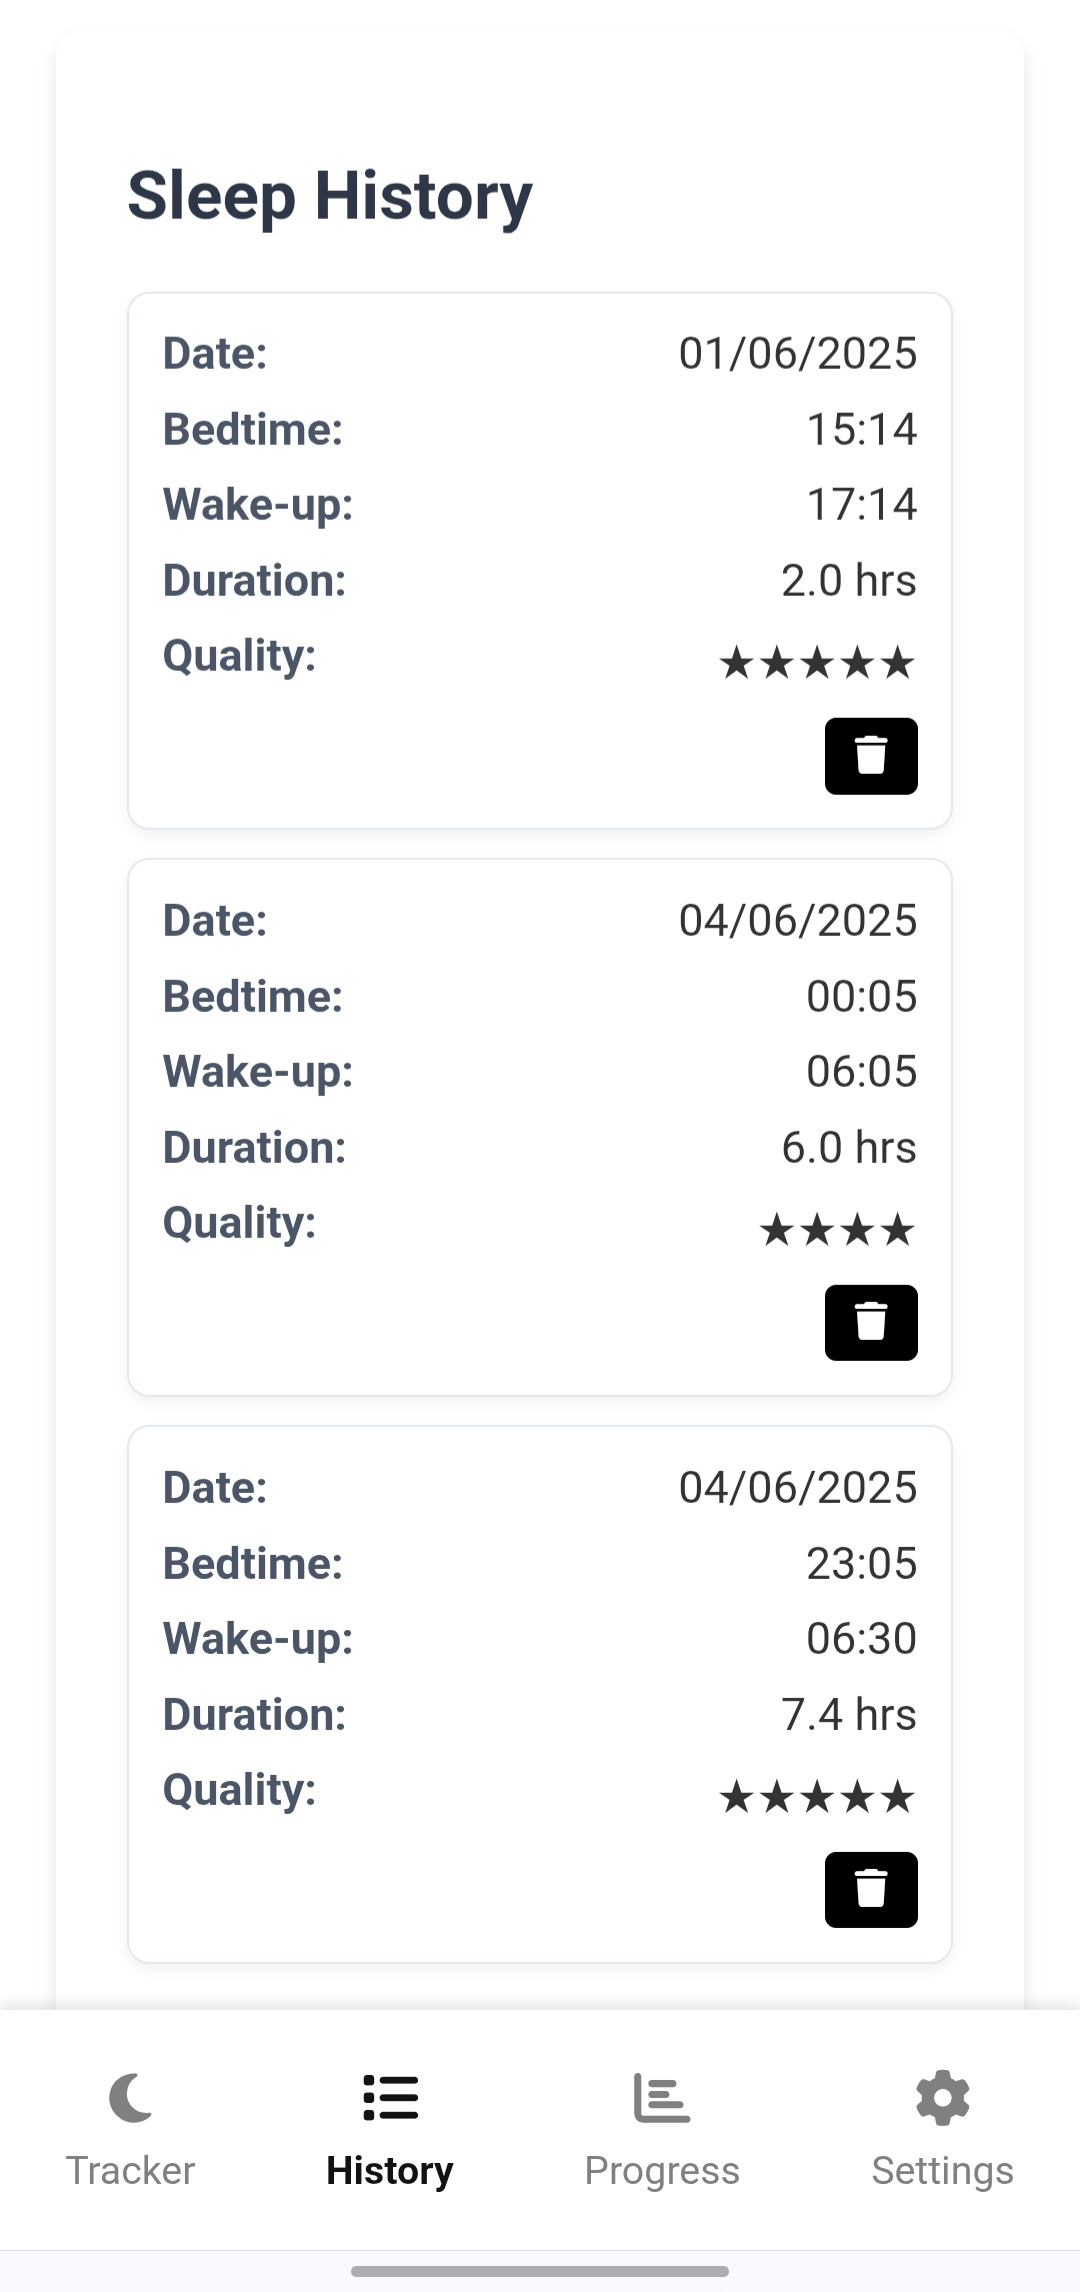 Sleep History
Date: 01/06/2025
Bedtime: 15:14
Wake-up: 17:14
Duration: 2.0 hrs
Quality: ★★★★★
Date: 04/06/2025
Bedtime: 00:05
Wake-up: 06:05
Duration: 6.0 hrs
Quality: ★★★★
Date: 04/06/2025
Bedtime: 23:05
Wake-up: 06:30
Duration: 7.4 hrs
Quality: ★★★★★
Tracker History Progress Settings